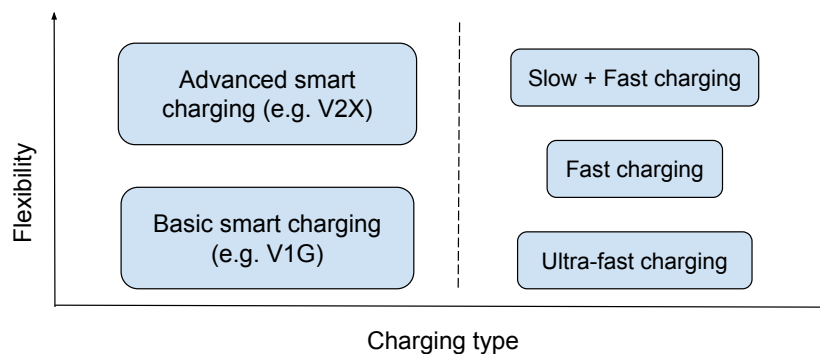 Flexibility
Advanced smart
charging (e.g. V2X)
Basic smart charging
(e.g. V1G)
Slow + Fast charging
Fast charging
Ultra-fast charging
Charging type